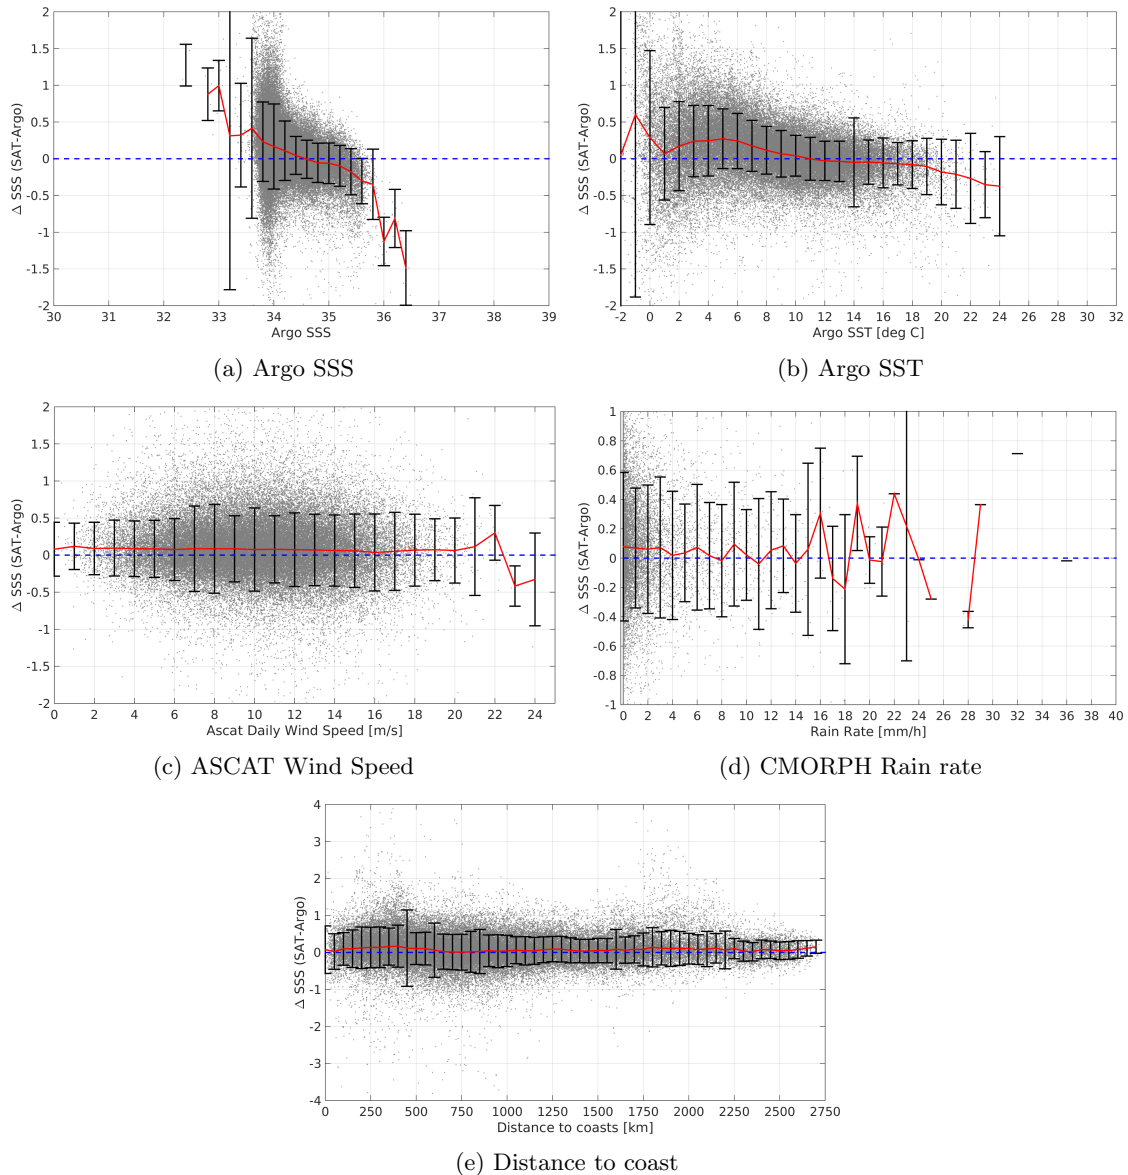 2
1.5
1
0.5
0
-0.5
-1
-1.5
-2
Δ SSS (SAT-Argo)
30 31 32 33 34 35 36 37 38 39
Argo SSS
(a) Argo SSS
2
1.5
1
0.5
0
-0.5
-1
-1.5
-2
Δ SSS (SAT-Argo)
-2 0 2 4 6 8 10 12 14 16 18 20 22 24 26 28 30 32
Argo SST [deg C]
(b) Argo SST
2
1.5
1
0.5
0
-0.5
-1
-1.5
-2
Δ SSS (SAT-Argo)
0 2 4 6 8 10 12 14 16 18 20 22 24
Ascat Daily Wind Speed [m/s]
(c) ASCAT Wind Speed
1
0.8
0.6
0.4
0.2
0
-0.2
-0.4
-0.6
-0.8
-1
Δ SSS (SAT-Argo)
0 2 4 6 8 10 12 14 16 18 20 22 24 26 28 30 32 34 36 38 40
Rain Rate [mm/h]
(d) CMORPH Rain rate
4
3
2
1
0
-1
-2
-3
-4
Δ SSS (SAT-Argo)
0 250 500 750 1000 1250 1500 1750 2000 2250 2500 2750
Distance to coasts [km]
(e) Distance to coast